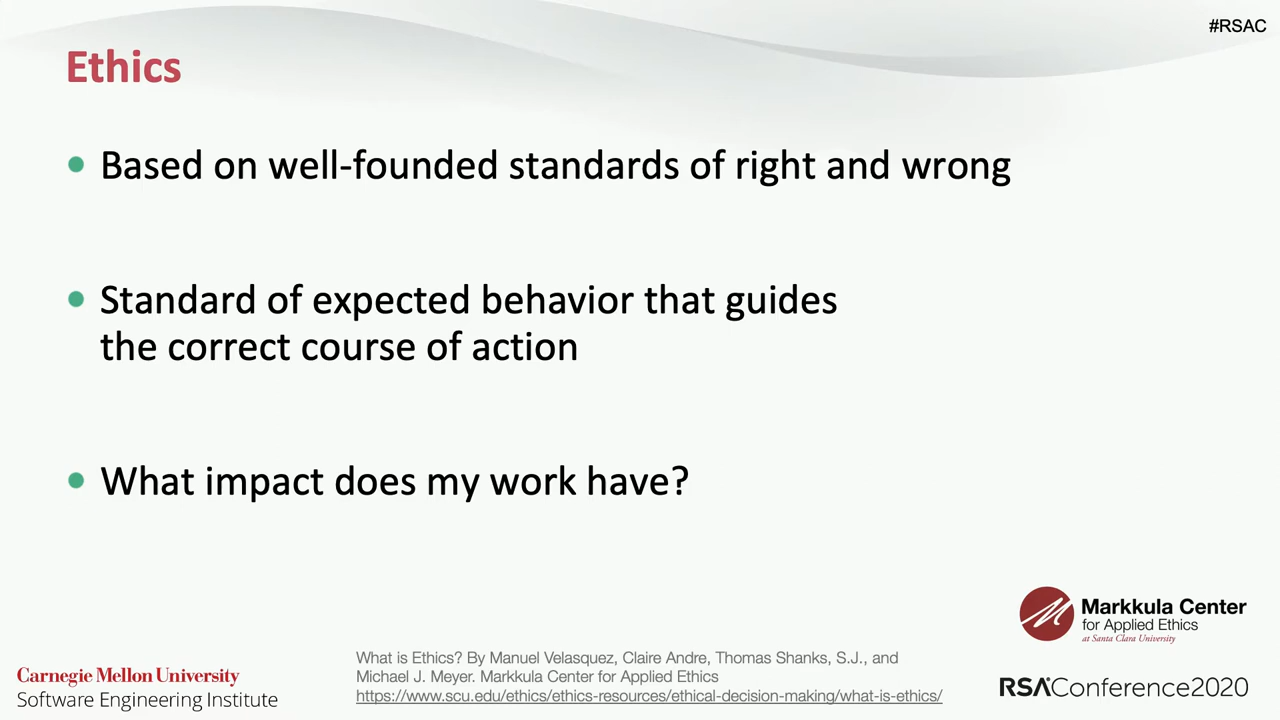 #RSAC
Ethics
• Based on well-founded standards of right and wrong
• Standard of expected behavior that guides
the correct course of action
• What impact does my work have?
Markkula Center
for Applied Ethics
at Santa Clara University
What is Ethics? By Manuel Velasquez, Claire Andre, Thomas Shanks, S.J., and
Michael J. Meyer. Markkula Center for Applied Ethics
https://www.scu.edu/ethics/ethics-resources/ethical-decision-making/what-is-ethics/
Carnegie Mellon University
Software Engineering Institute
RSAConference2020